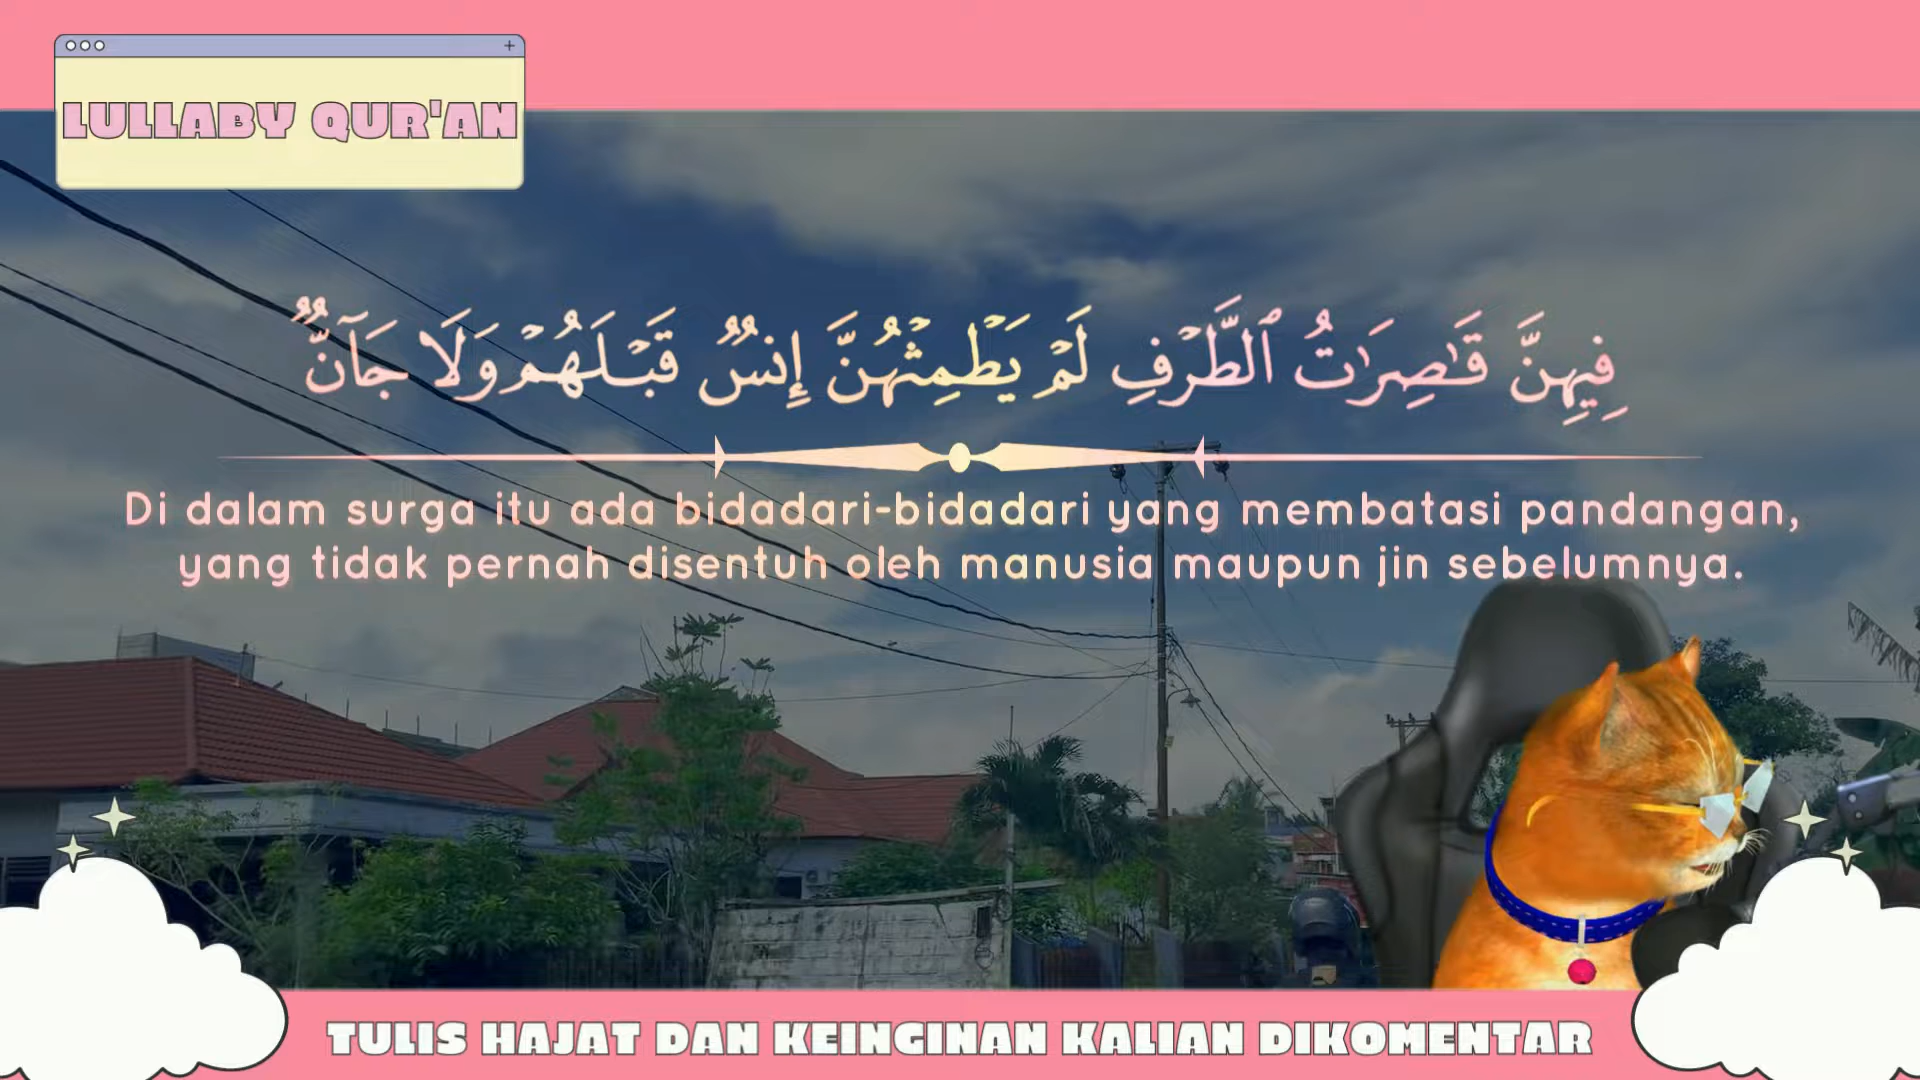 LULLABY QUR'AN
فِيهِنَّ قَٰصِرَٰتُ ٱلطَّرْفِ لَمْ يَطْمِثْهُنَّ إِنسٌ قَبْلَهُمْ وَلَا جَآنٌّ
Di dalam surga itu ada bidadari-bidadari yang membatasi pandangan,
yang tidak pernah disentuh oleh manusia maupun jin sebelumnya.
TULIS HAJAT DAN KEINGINAN KALIAN DIKOMENTAR